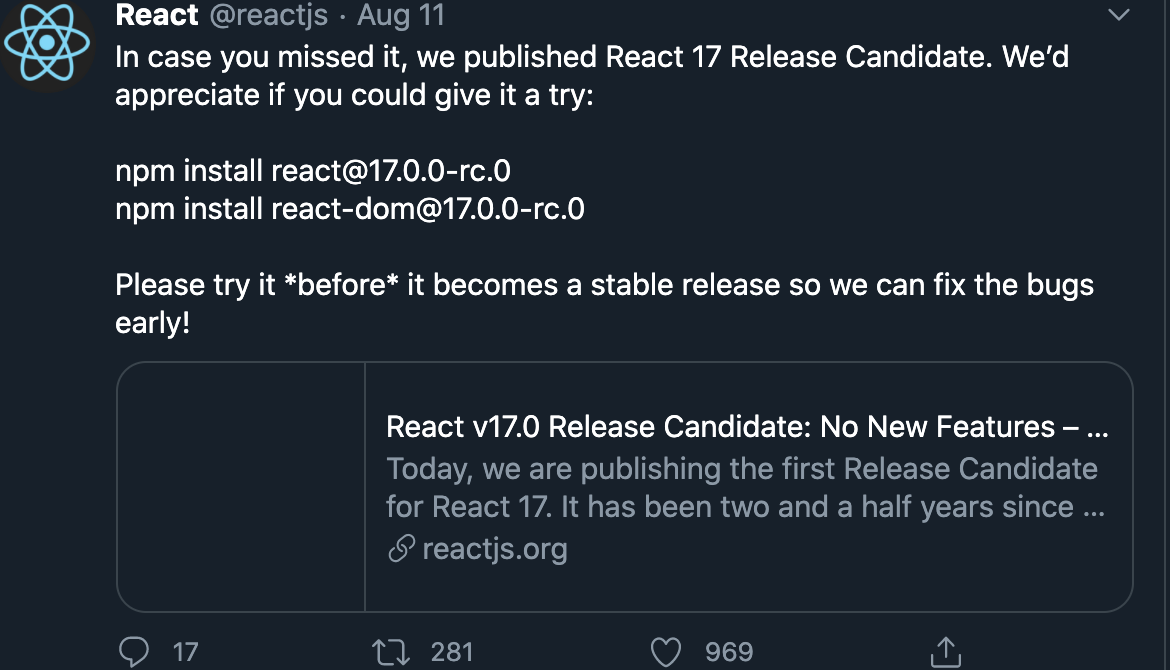 React @reactjs · Aug 11
In case you missed it, we published React 17 Release Candidate. We’d
appreciate if you could give it a try:
npm install react@17.0.0-rc.0
npm install react-dom@17.0.0-rc.0
Please try it *before* it becomes a stable release so we can fix the bugs
early!
React v17.0 Release Candidate: No New Features – ...
Today, we are publishing the first Release Candidate
for React 17. It has been two and a half years since ...
reactjs.org
17 281 969